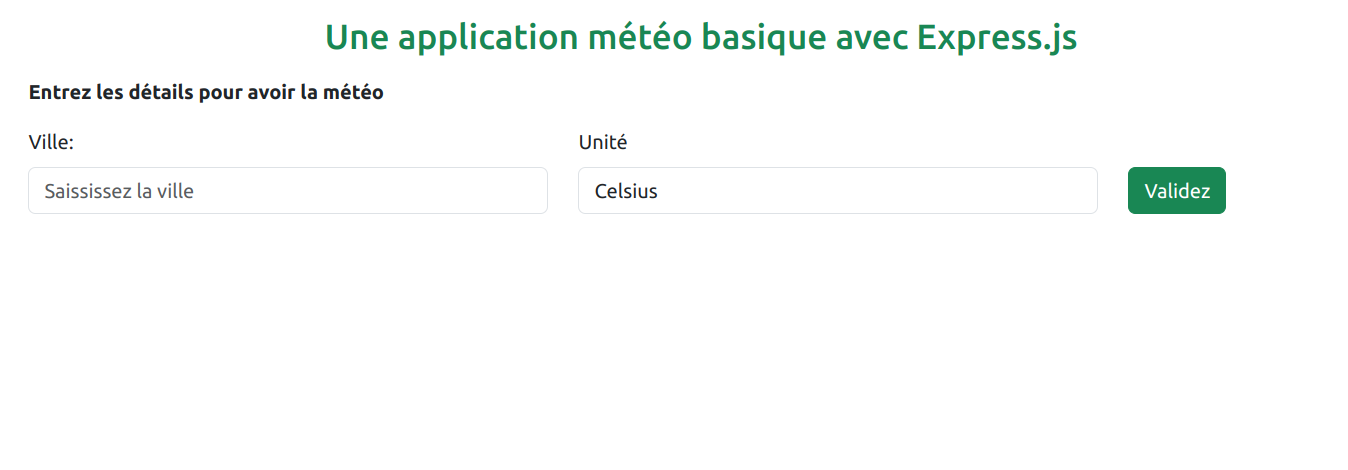 Une application météo basique avec Express.js
Entrez les détails pour avoir la météo
Ville:
Unité
Saississez la ville
Celsius
Validez